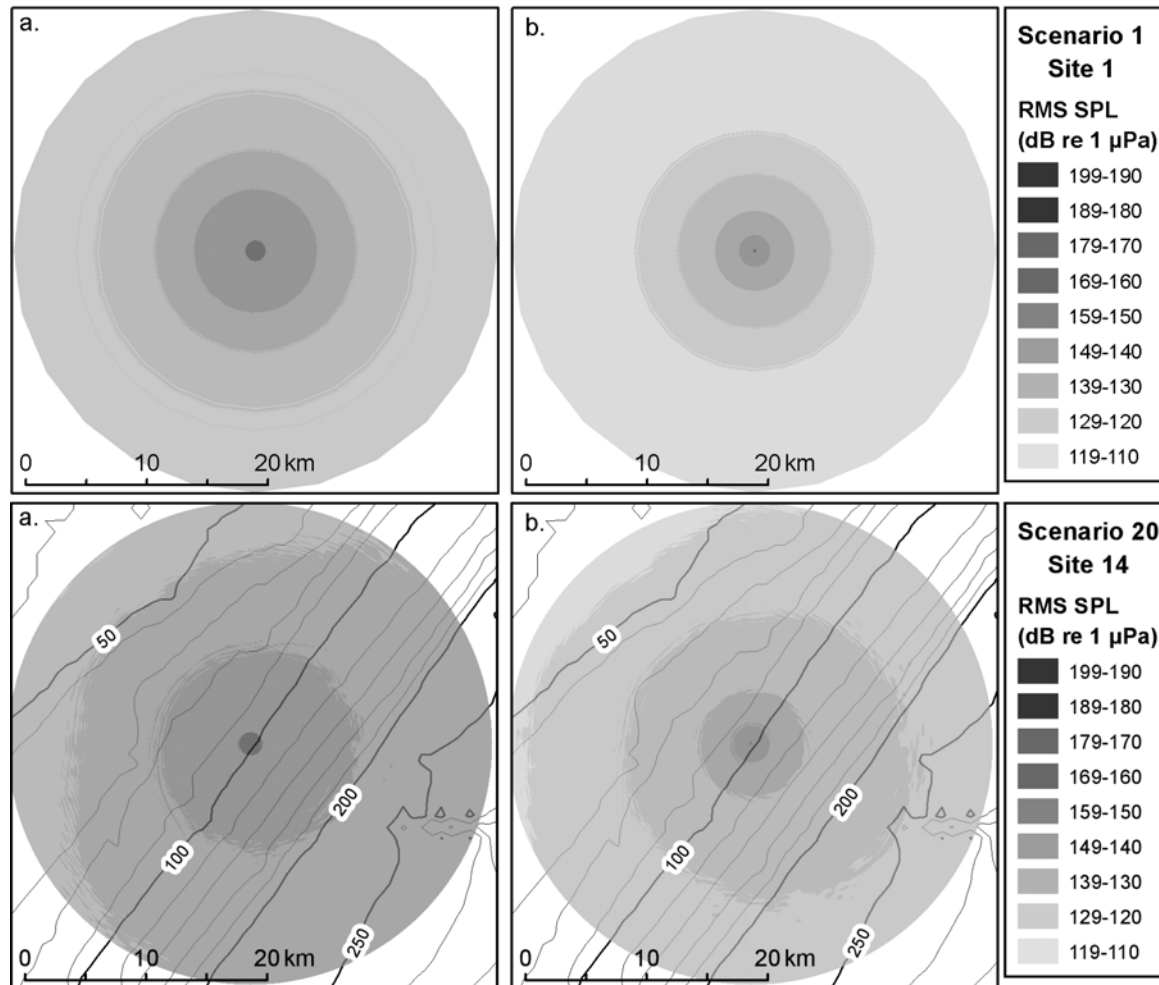 a.
0 10 20 km
b.
0 10 20 km
Scenario 1
Site 1
RMS SPL
(dB re 1 µPa)
199-190
189-180
179-170
169-160
159-150
149-140
139-130
129-120
119-110
a.
50
100
200
250
0 10 20 km
b.
50
100
200
250
0 10 20 km
Scenario 20
Site 14
RMS SPL
(dB re 1 µPa)
199-190
189-180
179-170
169-160
159-150
149-140
139-130
129-120
119-110